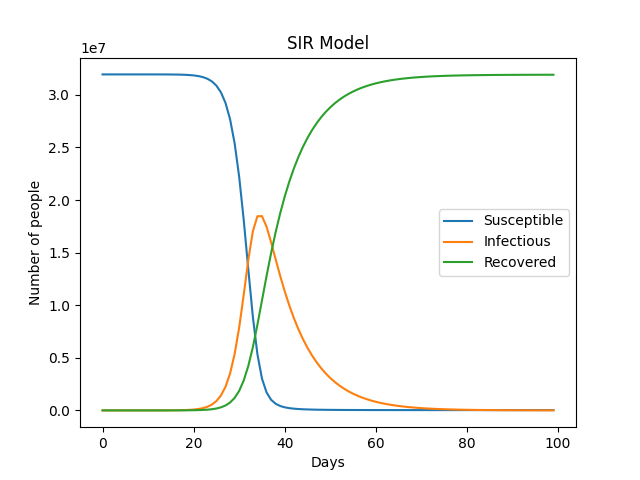 SIR Model
1e7
3.0
2.5
2.0
1.5
1.0
0.5
0.0
Number of people
Susceptible
Infectious
Recovered
0 20 40 60 80 100
Days